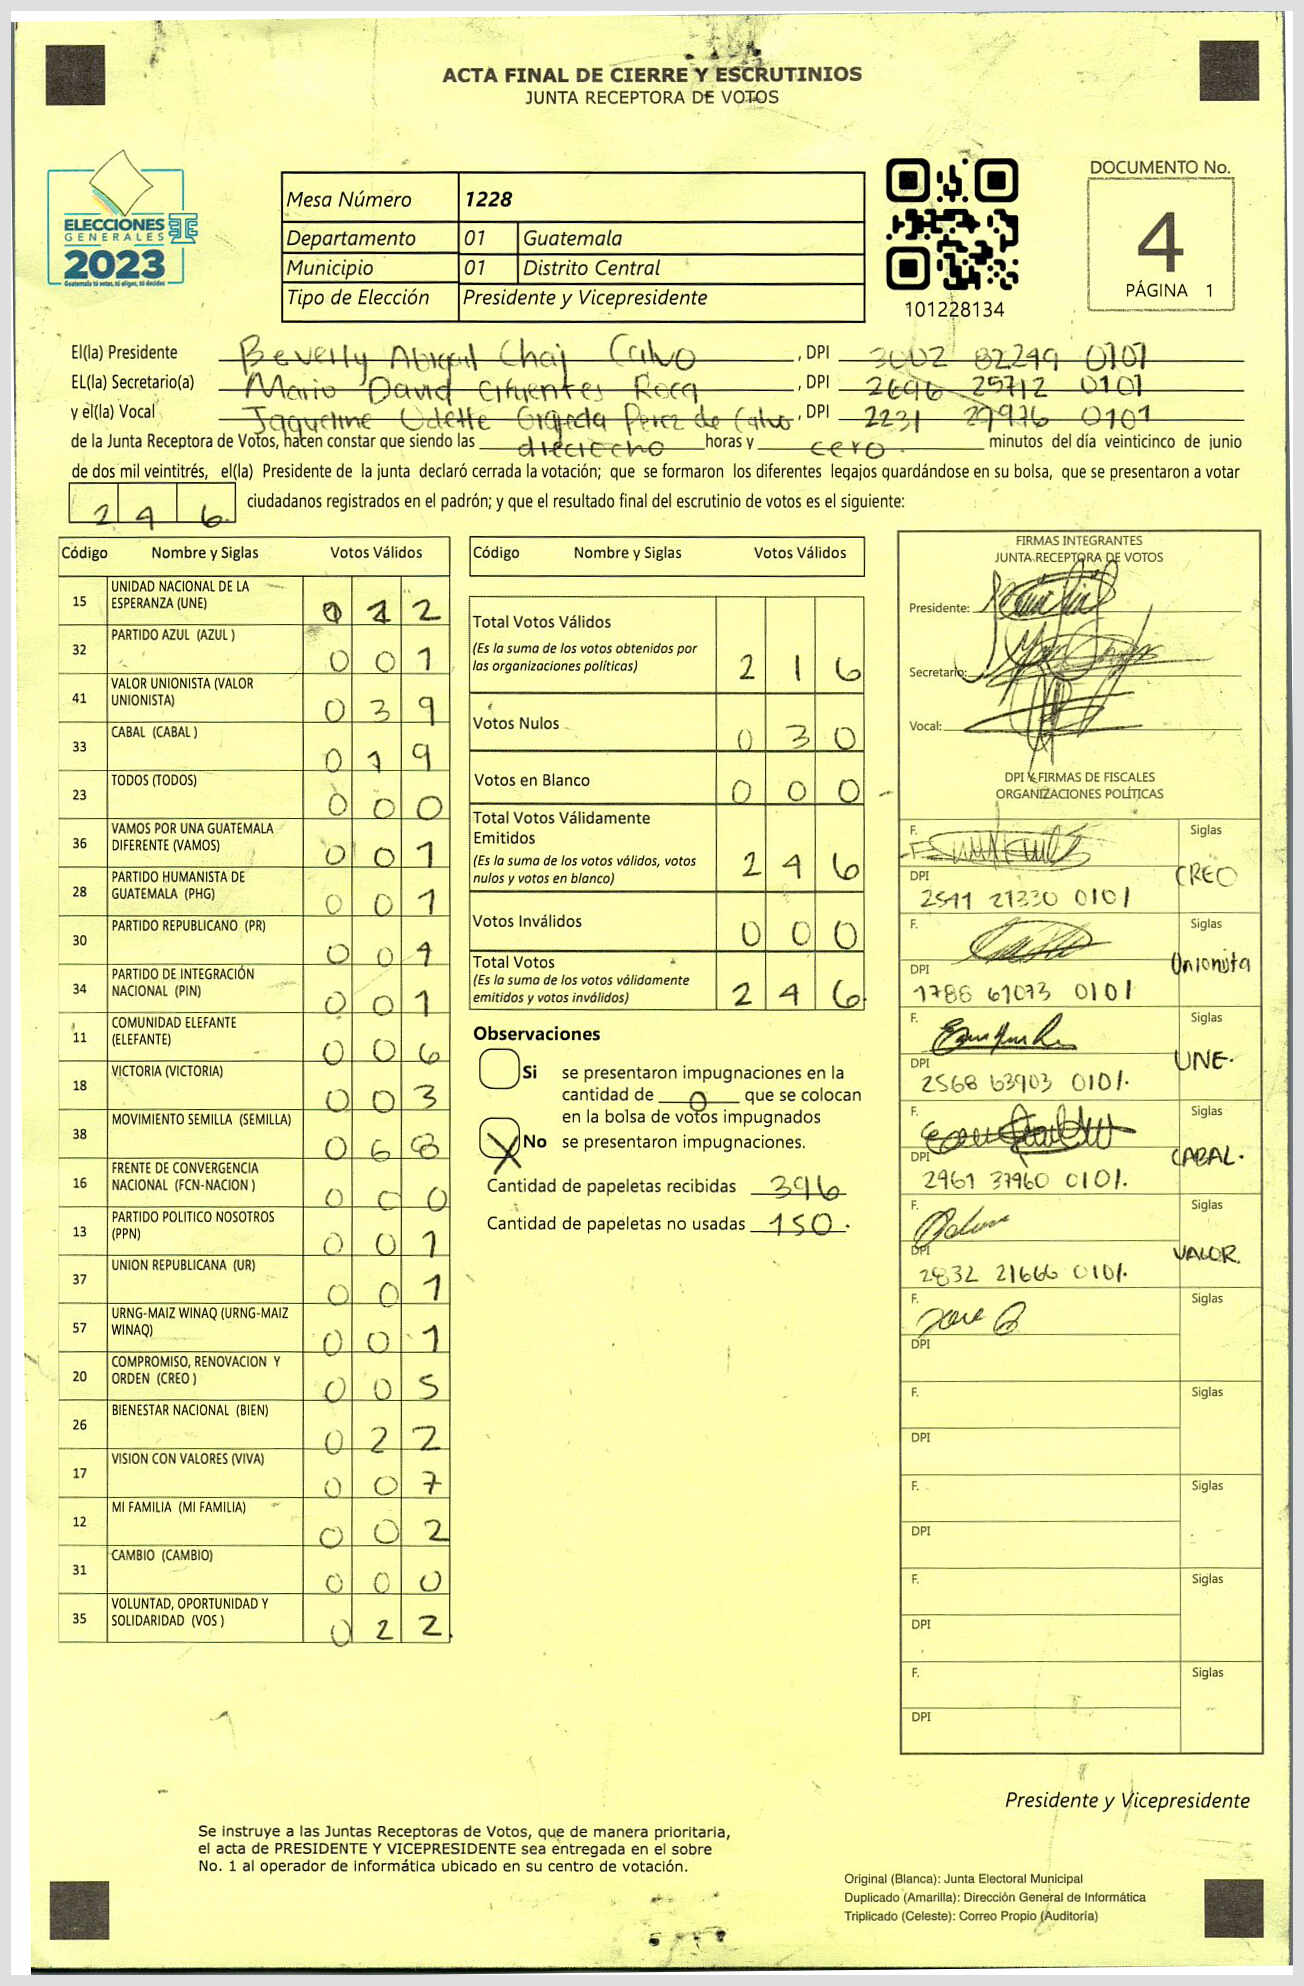 ACTA FINAL DE CIERRE Y ESCRUTINIOS
JUNTA RECEPTORA DE VOTOS
ELECCIONES
GENERALES
2023
Guatemala tú votas, tú eliges, tú decides
Mesa Número 1228
Departamento 01 Guatemala
Municipio 01 Distrito Central
Tipo de Elección Presidente y Vicepresidente
101228134
DOCUMENTO No.
4
PÁGINA 1
El(la) Presidente Beverly Abigail Chaj Calvo, DPI 3002 82299 0101
EL(la) Secretario(a) Mario David Cifuentes Roca, DPI 2696 25712 0101
y el(la) Vocal Jaqueline Odette Grajeda Perez de Calvo, DPI 2231 29976 0101
de la Junta Receptora de Votos, hacen constar que siendo las dieciocho horas y cero minutos del día veinticinco de junio
de dos mil veintitrés, el(la) Presidente de la junta declaró cerrada la votación; que se formaron los diferentes legajos guardándose en su bolsa, que se presentaron a votar
246 ciudadanos registrados en el padrón; y que el resultado final del escrutinio de votos es el siguiente:
Código Nombre y Siglas Votos Válidos
15 UNIDAD NACIONAL DE LA ESPERANZA (UNE) 0 1 2
32 PARTIDO AZUL (AZUL ) 0 0 1
41 VALOR UNIONISTA (VALOR UNIONISTA) 0 3 9
33 CABAL (CABAL ) 0 1 9
23 TODOS (TODOS) 0 0 0
36 VAMOS POR UNA GUATEMALA DIFERENTE (VAMOS) 0 0 1
28 PARTIDO HUMANISTA DE GUATEMALA (PHG) 0 0 1
30 PARTIDO REPUBLICANO (PR) 0 0 1
34 PARTIDO DE INTEGRACIÓN NACIONAL (PIN) 0 0 1
11 COMUNIDAD ELEFANTE (ELEFANTE) 0 0 6
18 VICTORIA (VICTORIA) 0 0 3
38 MOVIMIENTO SEMILLA (SEMILLA) 0 6 8
16 FRENTE DE CONVERGENCIA NACIONAL (FCN-NACION ) 0 0 0
13 PARTIDO POLITICO NOSOTROS (PPN) 0 0 1
37 UNION REPUBLICANA (UR) 0 0 1
57 URNG-MAIZ WINAQ (URNG-MAIZ WINAQ) 0 0 1
20 COMPROMISO, RENOVACION Y ORDEN (CREO ) 0 0 5
26 BIENESTAR NACIONAL (BIEN) 0 2 2
17 VISION CON VALORES (VIVA) 0 0 7
12 MI FAMILIA (MI FAMILIA) 0 0 2
31 CAMBIO (CAMBIO) 0 0 0
35 VOLUNTAD, OPORTUNIDAD Y SOLIDARIDAD (VOS ) 0 2 2
Código Nombre y Siglas Votos Válidos
Total Votos Válidos 2 1 6
(Es la suma de los votos obtenidos por
las organizaciones políticas)
Votos Nulos 0 3 0
Votos en Blanco 0 0 0
Total Votos Válidamente
Emitidos 2 4 6
(Es la suma de los votos válidos, votos
nulos y votos en blanco)
Votos Inválidos 0 0 0
Total Votos 2 4 6
(Es la suma de los votos válidamente
emitidos y votos inválidos)
Observaciones
Si se presentaron impugnaciones en la
cantidad de 0 que se colocan
en la bolsa de votos impugnados
X No se presentaron impugnaciones.
Cantidad de papeletas recibidas 396
Cantidad de papeletas no usadas 150.
FIRMAS INTEGRANTES
JUNTA RECEPTORA DE VOTOS
Presidente:
Secretario:
Vocal:
DPI Y FIRMAS DE FISCALES
ORGANIZACIONES POLÍTICAS
F. Siglas
DPI CREO
2591 21330 0101
F. Siglas
DPI Unionista
1786 61073 0101
F. Siglas
DPI UNE.
2568 63903 0101.
F. Siglas
DPI CABAL.
2961 37960 0101.
F. Siglas
DPI VALOR.
2832 21666 0101.
F. Siglas
DPI
F. Siglas
DPI
F. Siglas
DPI
F. Siglas
DPI
F. Siglas
DPI
Presidente y Vicepresidente
Se instruye a las Juntas Receptoras de Votos, que de manera prioritaria,
el acta de PRESIDENTE Y VICEPRESIDENTE sea entregada en el sobre
No. 1 al operador de informática ubicado en su centro de votación.
Original (Blanca): Junta Electoral Municipal
Duplicado (Amarilla): Dirección General de Informática
Triplicado (Celeste): Correo Propio (Auditoría)